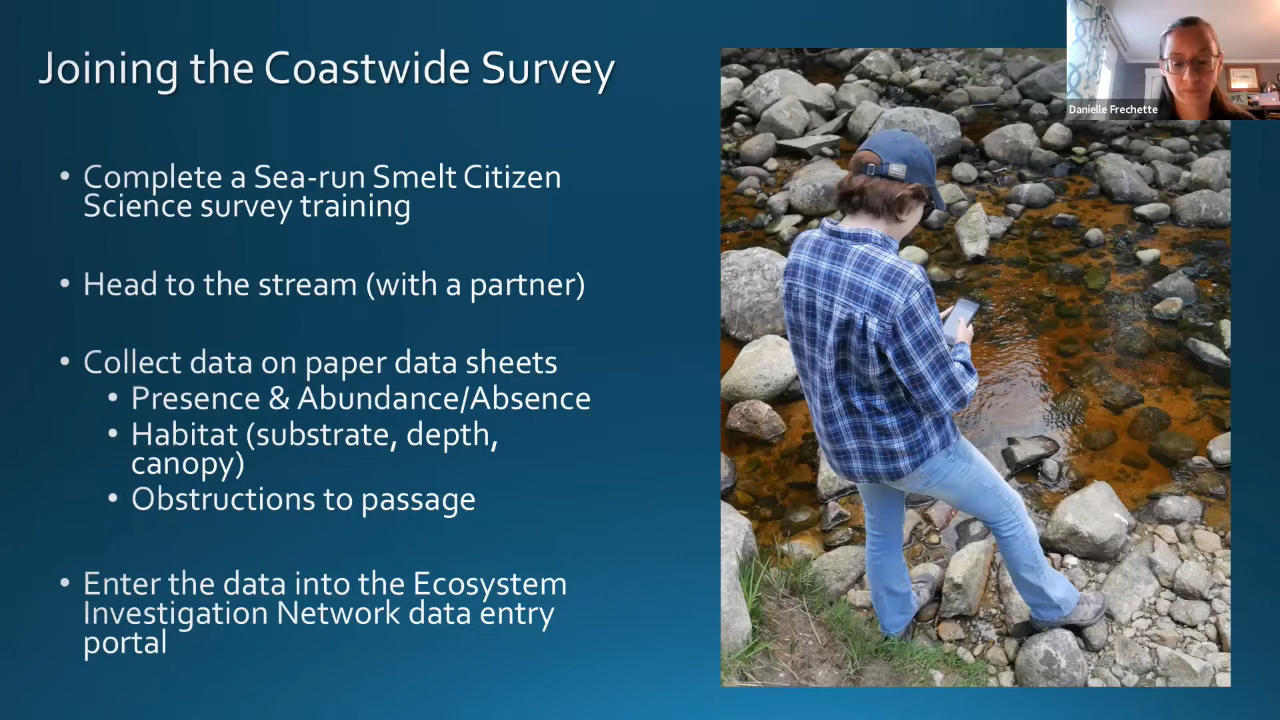 Joining the Coastwide Survey
Danielle Frechette
• Complete a Sea-run Smelt Citizen
Science survey training
• Head to the stream (with a partner)
• Collect data on paper data sheets
• Presence & Abundance/Absence
• Habitat (substrate, depth,
canopy)
• Obstructions to passage
• Enter the data into the Ecosystem
Investigation Network data entry
portal